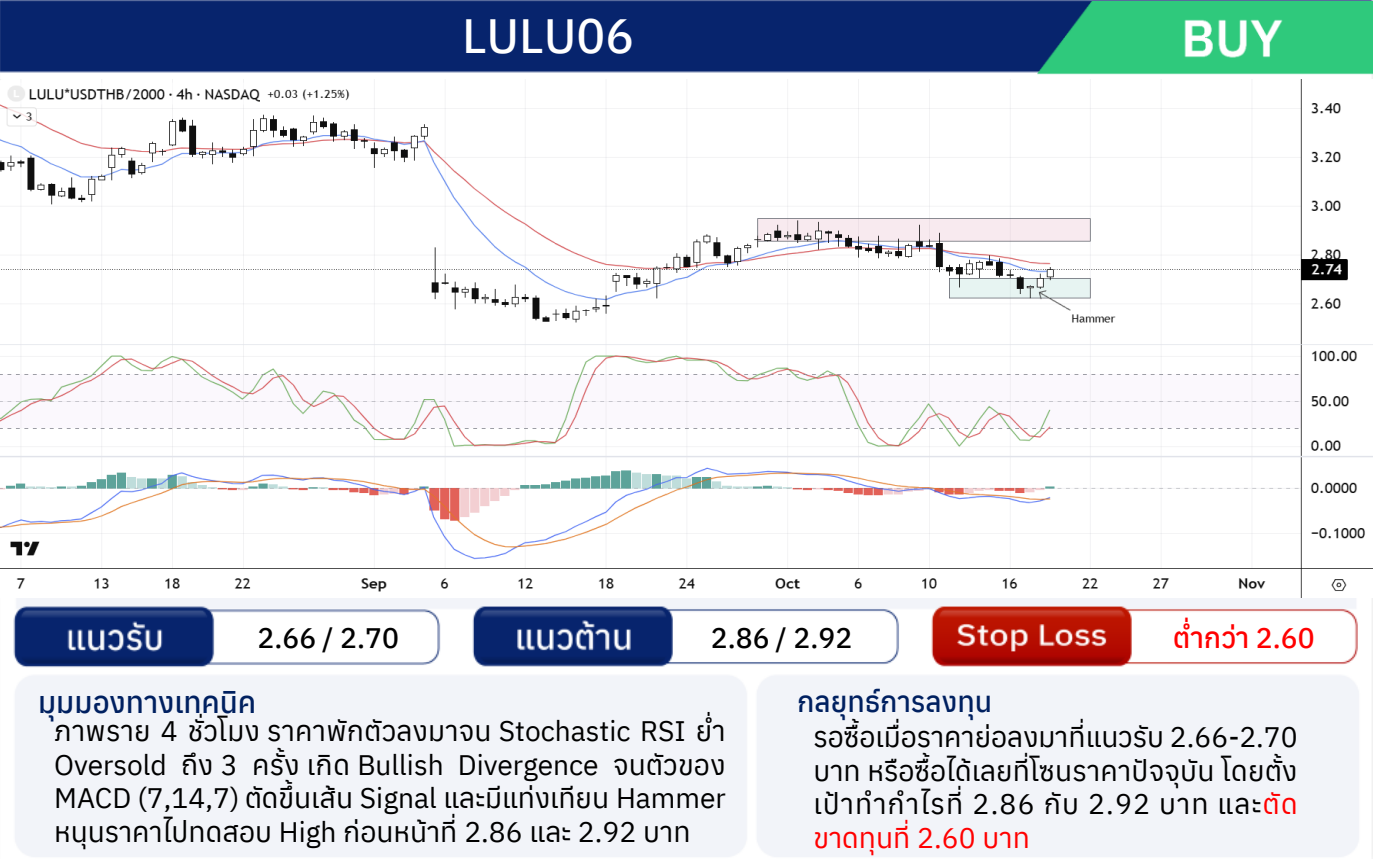 LULU06
BUY
L LULU*USDTHB/2000 · 4h · NASDAQ +0.03 (+1.25%)
3
3.40
3.20
3.00
2.80
2.74
2.60
Hammer
100.00
50.00
0.00
0.0000
−0.1000
7 13 18 22 Sep 6 12 18 24 Oct 6 10 16 22 27 Nov
แนวรับ 2.66 / 2.70 แนวต้าน 2.86 / 2.92 Stop Loss ต่ำกว่า 2.60
มุมมองทางเทคนิค
ภาพราย 4 ชั่วโมง ราคาพักตัวลงมาจน Stochastic RSI ย่ำ
Oversold ถึง 3 ครั้ง เกิด Bullish Divergence จนตัวของ
MACD (7,14,7) ตัดขึ้นเส้น Signal และมีแท่งเทียน Hammer
หนุนราคาไปทดสอบ High ก่อนหน้าที่ 2.86 และ 2.92 บาท
กลยุทธ์การลงทุน
รอซื้อเมื่อราคาย่อลงมาที่แนวรับ 2.66-2.70
บาท หรือซื้อได้เลยที่โซนราคาปัจจุบัน โดยตั้ง
เป้าทำกำไรที่ 2.86 กับ 2.92 บาท และตัด
ขาดทุนที่ 2.60 บาท